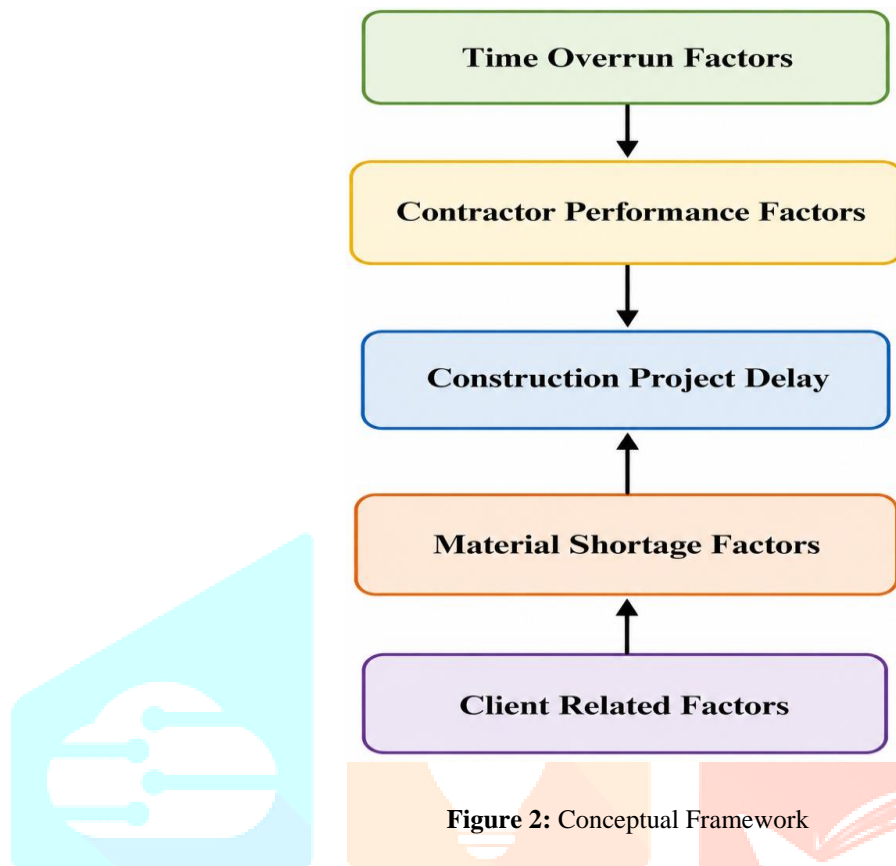 Time Overrun Factors
Contractor Performance Factors
Construction Project Delay
Material Shortage Factors
Client Related Factors
Figure 2: Conceptual Framework